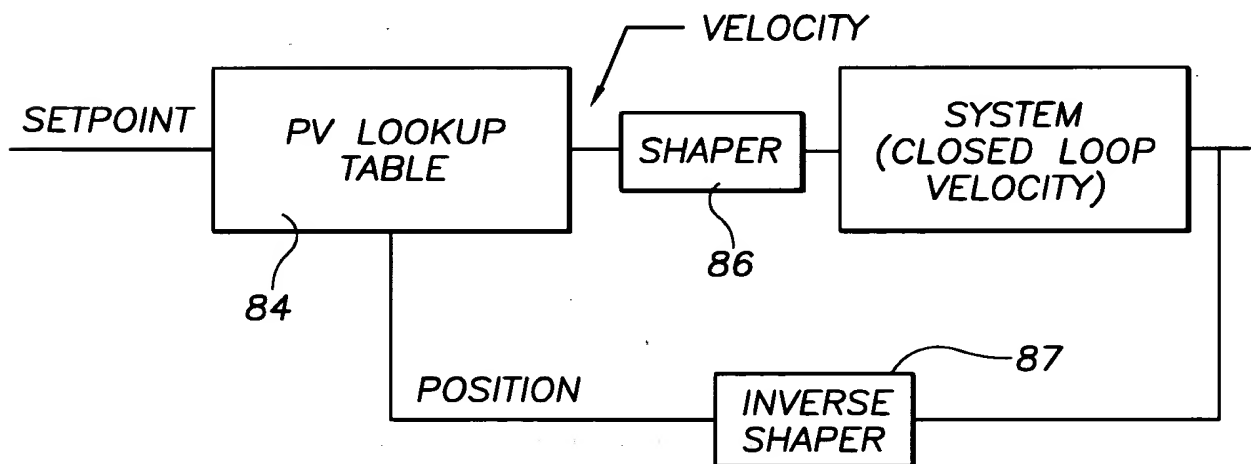 VELOCITY
SETPOINT
PV LOOKUP
TABLE
SHAPER
SYSTEM
(CLOSED LOOP
VELOCITY)
84
86
87
POSITION
INVERSE
SHAPER